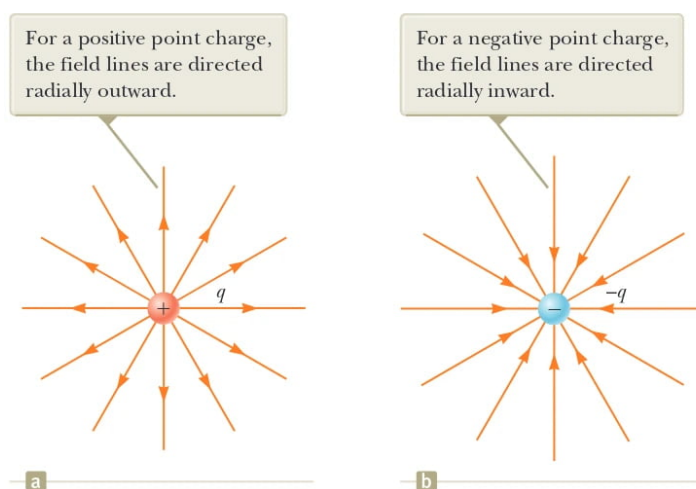 For a positive point charge,
the field lines are directed
radially outward.
For a negative point charge,
the field lines are directed
radially inward.
+
q
−
−q
a
b